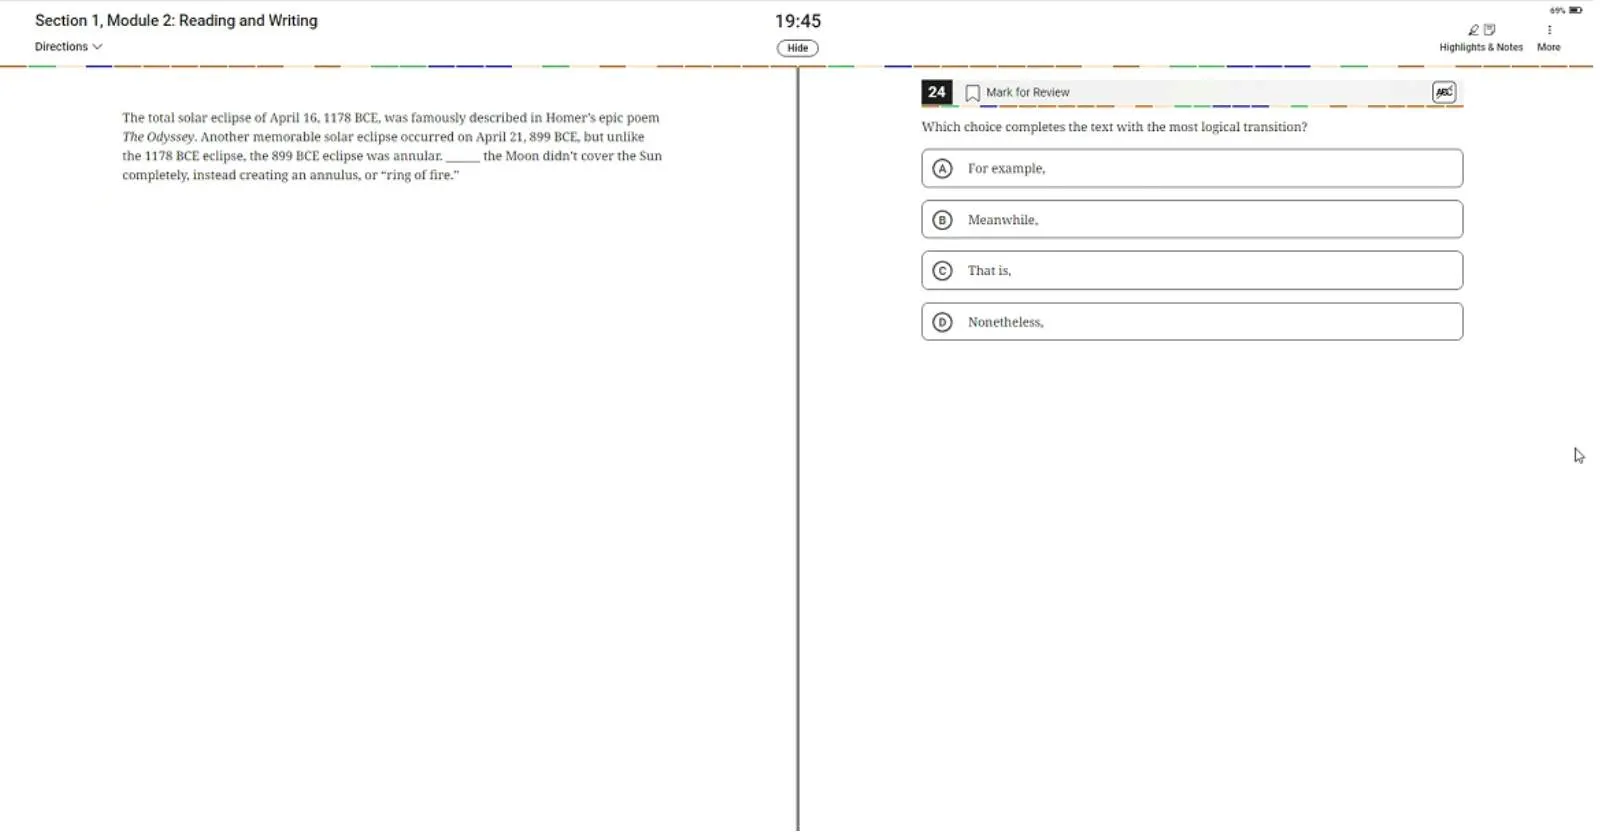 Section 1, Module 2: Reading and Writing
Directions
19:45
Hide
69%
Highlights & Notes
More
The total solar eclipse of April 16, 1178 BCE, was famously described in Homer's epic poem
The Odyssey. Another memorable solar eclipse occurred on April 21, 899 BCE, but unlike
the 1178 BCE eclipse, the 899 BCE eclipse was annular. _____ the Moon didn't cover the Sun
completely, instead creating an annulus, or “ring of fire.”
24
Mark for Review
ABC
Which choice completes the text with the most logical transition?
A For example,
B Meanwhile,
C That is,
D Nonetheless,